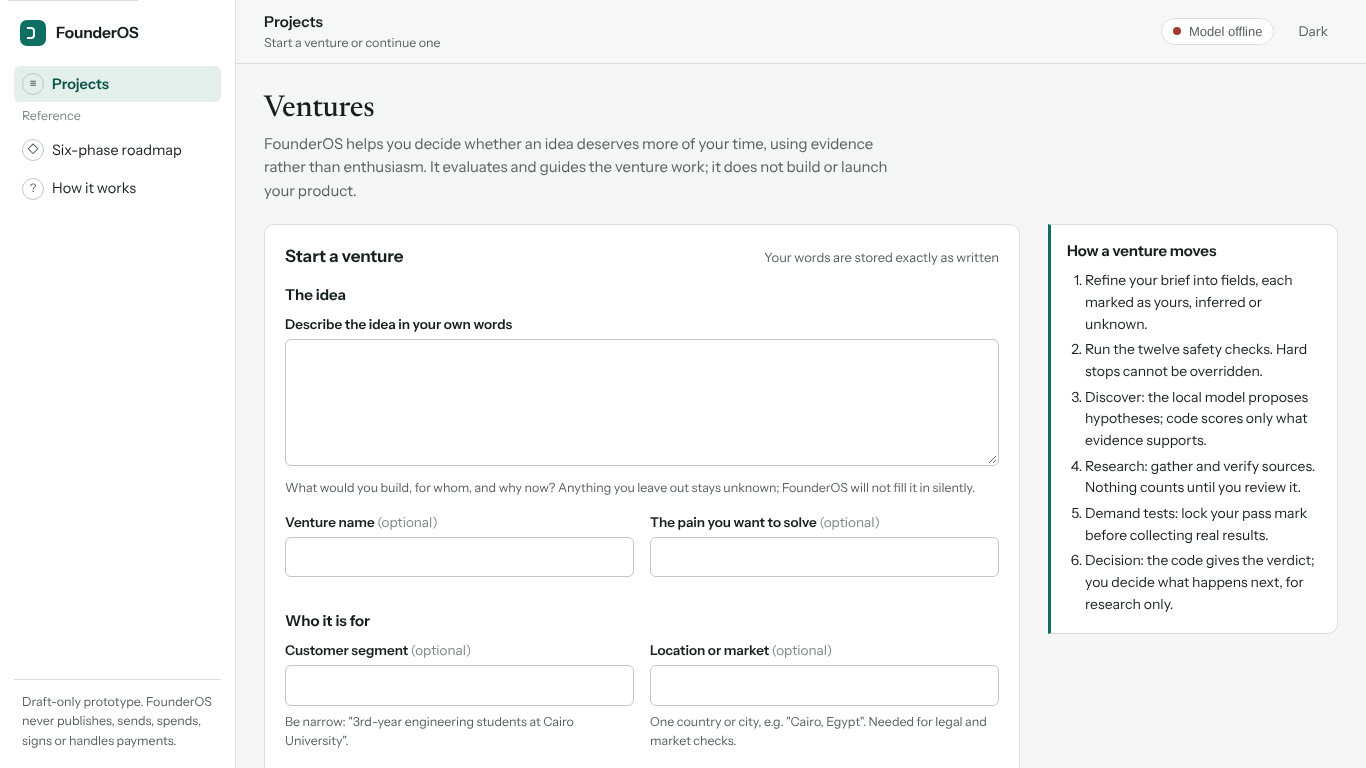 FounderOS
Projects
Reference
Six-phase roadmap
? How it works
Draft-only prototype. FounderOS
never publishes, sends, spends,
signs or handles payments.
Projects
Start a venture or continue one
Model offline
Dark
Ventures
FounderOS helps you decide whether an idea deserves more of your time, using evidence
rather than enthusiasm. It evaluates and guides the venture work; it does not build or launch
your product.
Start a venture
Your words are stored exactly as written
The idea
Describe the idea in your own words
What would you build, for whom, and why now? Anything you leave out stays unknown; FounderOS will not fill it in silently.
Venture name (optional)
The pain you want to solve (optional)
Who it is for
Customer segment (optional)
Location or market (optional)
Be narrow: "3rd-year engineering students at Cairo
University".
One country or city, e.g. "Cairo, Egypt". Needed for legal and
market checks.
How a venture moves
1. Refine your brief into fields, each
marked as yours, inferred or
unknown.
2. Run the twelve safety checks. Hard
stops cannot be overridden.
3. Discover: the local model proposes
hypotheses; code scores only what
evidence supports.
4. Research: gather and verify sources.
Nothing counts until you review it.
5. Demand tests: lock your pass mark
before collecting real results.
6. Decision: the code gives the verdict;
you decide what happens next, for
research only.